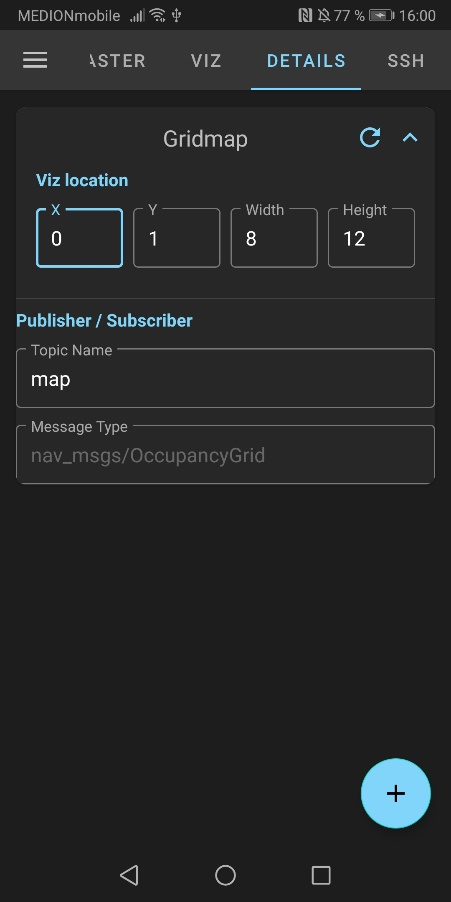 MEDIONmobile 77 % 16:00
ASTER VIZ DETAILS SSH
Gridmap
Viz location
X Y Width Height
0 1 8 12
Publisher / Subscriber
Topic Name
map
Message Type
nav_msgs/OccupancyGrid